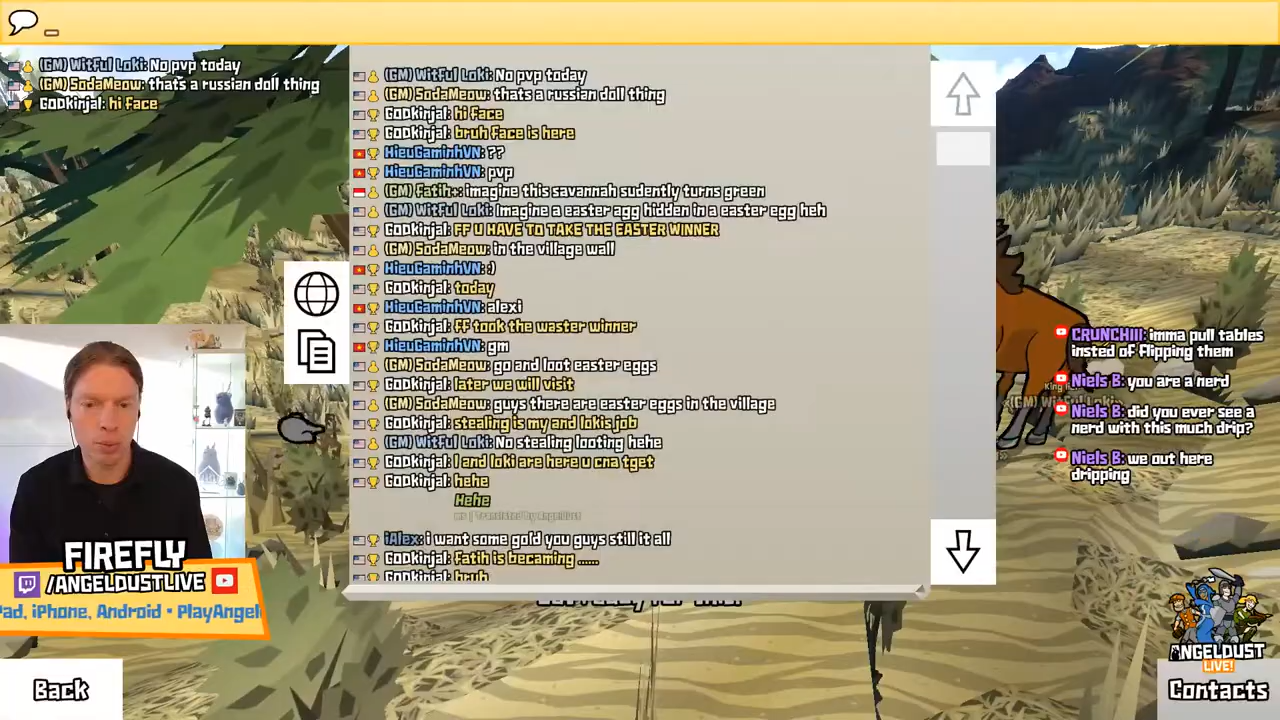 (GM) WitFul Loki: No pvp today
(GM) SodaMeow: thats a russian doll thing
GODkinjal: hi Face
(GM) WitFul Loki: No pvp today
(GM) SodaMeow: thats a russian doll thing
GODkinjal: hi Face
GODkinjal: bruh Face is here
HieuGaminhVN: ??
HieuGaminhVN: pvp
(GM) Fatih+: imagine this savannah sudently turns green
(GM) WitFul Loki: Imagine a easter agg hidden in a easter egg heh
GODkinjal: FF U HAVE TO TAKE THE EASTER WINNER
(GM) SodaMeow: in the village wall
HieuGaminhVN: :)
GODkinjal: today
HieuGaminhVN: alexi
GODkinjal: FF took the waster winner
HieuGaminhVN: gm
(GM) SodaMeow: go and loot easter eggs
GODkinjal: later we will visit
(GM) SodaMeow: guys there are easter eggs in the village
GODkinjal: stealing is my and lokis job
(GM) WitFul Loki: No stealing looting hehe
GODkinjal: I and loki are here u cna tget
GODkinjal: hehe
Hehe
Translated by AngelDust
iAlex: i want some gold you guys still it all
GODkinjal: Fatih is becaming ......
GODkinjal: bruh
CRUNCHIII: imma pull tables
insted of flipping them
Niels B: you are a nerd
Niels B: did you ever see a
nerd with this much drip?
Niels B: we out here
dripping
(GM) WitFul Loki
FIREFLY
/ANGELDUSTLIVE
Pad, iPhone, Android • PlayAngel
ANGELDUST
LIVE!
Back
Contacts